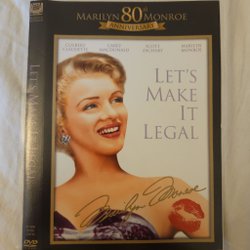 MARILYN 80th MONROE
ANNIVERSARY
CLAUDETTE COLBERT
MACDONALD CAREY
ZACHARY SCOTT
MARILYN MONROE
LET'S MAKE IT LEGAL
LET'S
MAKE IT
LEGAL
Marilyn Monroe
DVD